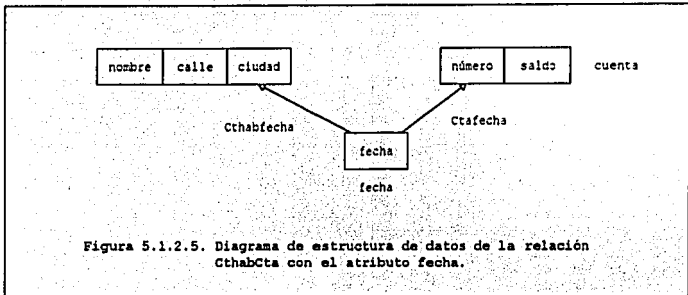 nombre calle ciudad
número saldo cuenta
Cthabfecha
Ctafecha
fecha
fecha
Figura 5.1.2.5. Diagrama de estructura de datos de la relación
CthabCta con el atributo fecha.